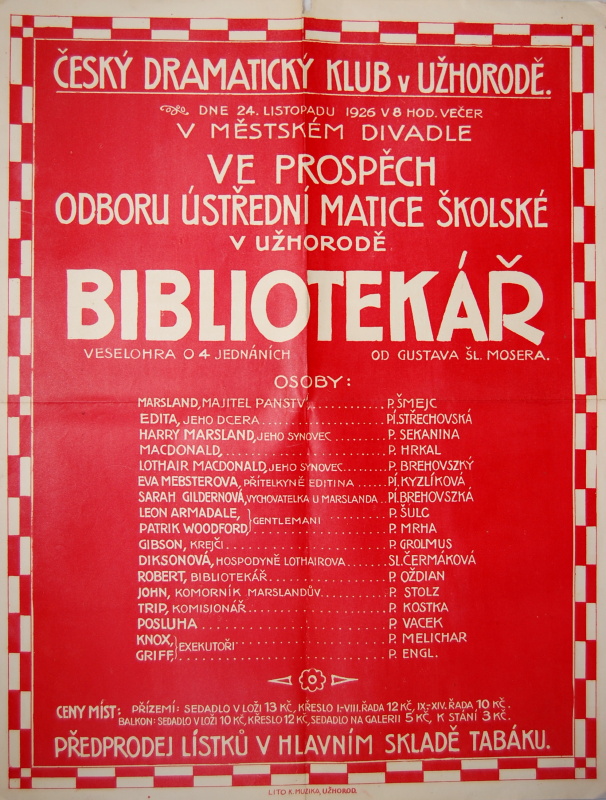 ČESKÝ DRAMATICKÝ KLUB V UŽHORODĚ.
DNE 24. LISTOPADU 1926 V 8 HOD. VEČER
V MĚSTSKÉM DIVADLE
VE PROSPĚCH
ODBORU ÚSTŘEDNÍ MATICE ŠKOLSKÉ
V UŽHORODĚ
BIBLIOTEKÁŘ
VESELOHRA O 4 JEDNÁNÍCH OD GUSTAVA ŠL. MOSERA.
OSOBY:
MARSLAND, MAJITEL PANSTV'. . . . . . . . . . . P. ŠMEJC
EDITA, JEHO DCERA . . . . . . . . . . . . . . . . PÍ. STŘECHOVSKÁ
HARRY MARSLAND, JEHO SYNOVEC . . . . . . . P. SEKANINA
MACDONALD, . . . . . . . . . . . . . . . . . . . . P. HRKAL
LOTHAIR MACDONALD, JEHO SYNOVEC . . . . . P. BREHOVSZKÝ
EVA MEBSTEROVA, PŘÍTELKYNĚ EDITINA . . . . . PÍ. KYZLÍKOVÁ
SARAH GILDERNOVÁ, VYCHOVATELKA U MARSLANDA . . PÍ. BREHOVSZKÁ
LEON ARMADALE, } GENTLEMANI . . . . . . . . . P. ŠULC
PATRIK WOODFORD, P. MRHA
GIBSON, KREJČÍ . . . . . . . . . . . . . . . . . . P. GROLMUS
DIKSONOVÁ, HOSPODYNĚ LOTHAIROVA . . . . . SL. ČERMÁKOVÁ
ROBERT, BIBLIOTEKÁŘ . . . . . . . . . . . . . . P. OŽDIAN
JOHN, KOMORNÍK MARSLANDŮV . . . . . . . . . P. STOLZ
TRIP, KOMISIONÁŘ . . . . . . . . . . . . . . . . P. KOSTKA
POSLUHA . . . . . . . . . . . . . . . . . . . . . P. VACEK
KNOX, } EXEKUTOŘI . . . . . . . . . . . . . . . P. MELICHAR
GRIFF, P. ENGL.
CENY MÍST: PŘÍZEMÍ: SEDADLO V LOŽI 13 KČ, KŘESLO I.-VIII. ŘADA 12 KČ, IX.-XIV. ŘADA 10 KČ.
BALKON: SEDADLO V LOŽI 10 KČ, KŘESLO 12 KČ, SEDADLO NA GALERII 5 KČ, K STÁNÍ 3 KČ.
PŘEDPRODEJ LÍSTKŮ V HLAVNÍM SKLADĚ TABÁKU.
LITO K. MUZIKA, UŽHOROD.